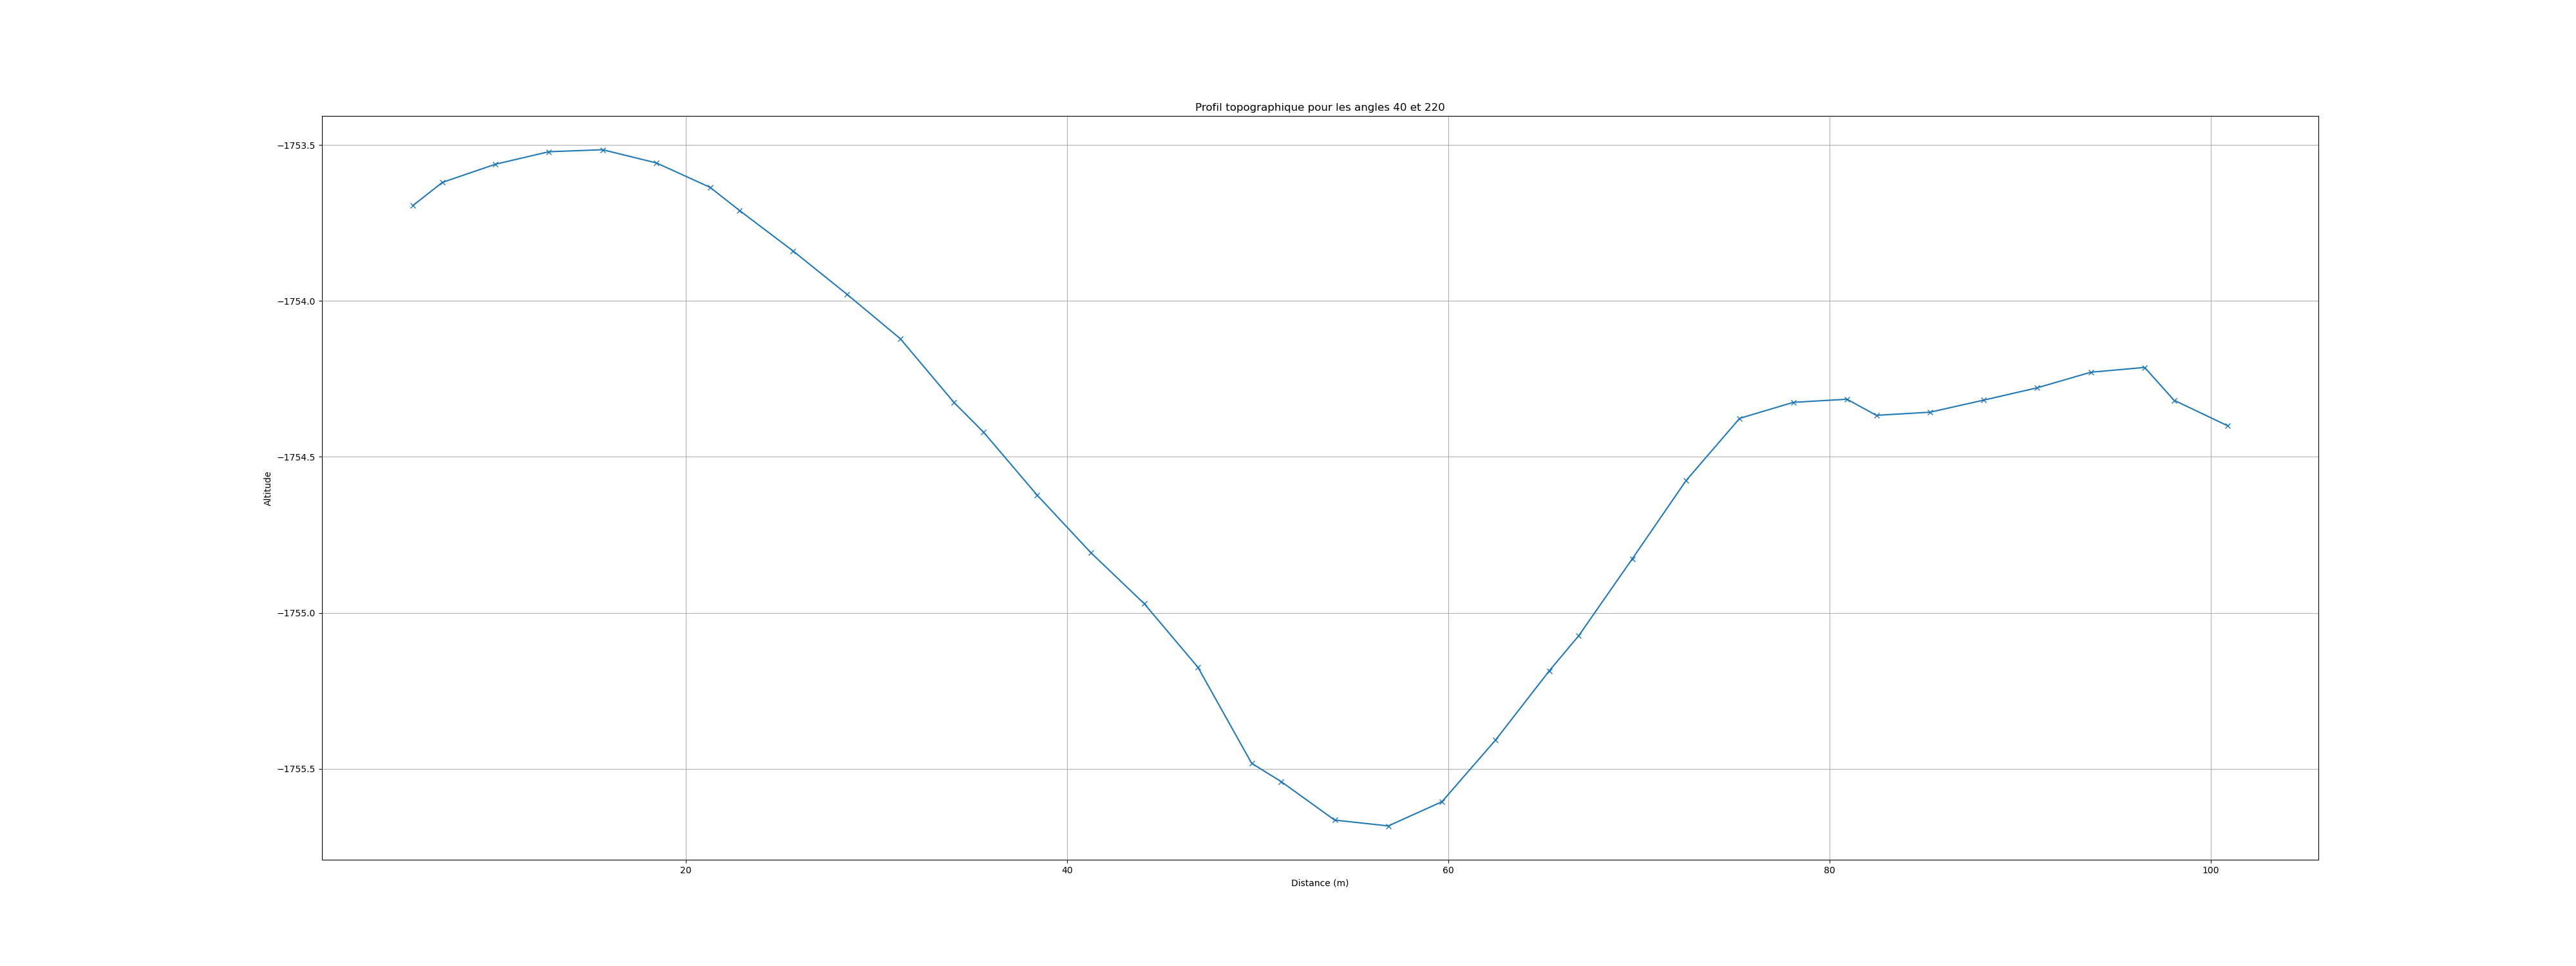 Profil topographique pour les angles 40 et 220
−1753.5
−1754.0
−1754.5
−1755.0
−1755.5
Altitude
20 40 60 80 100
Distance (m)